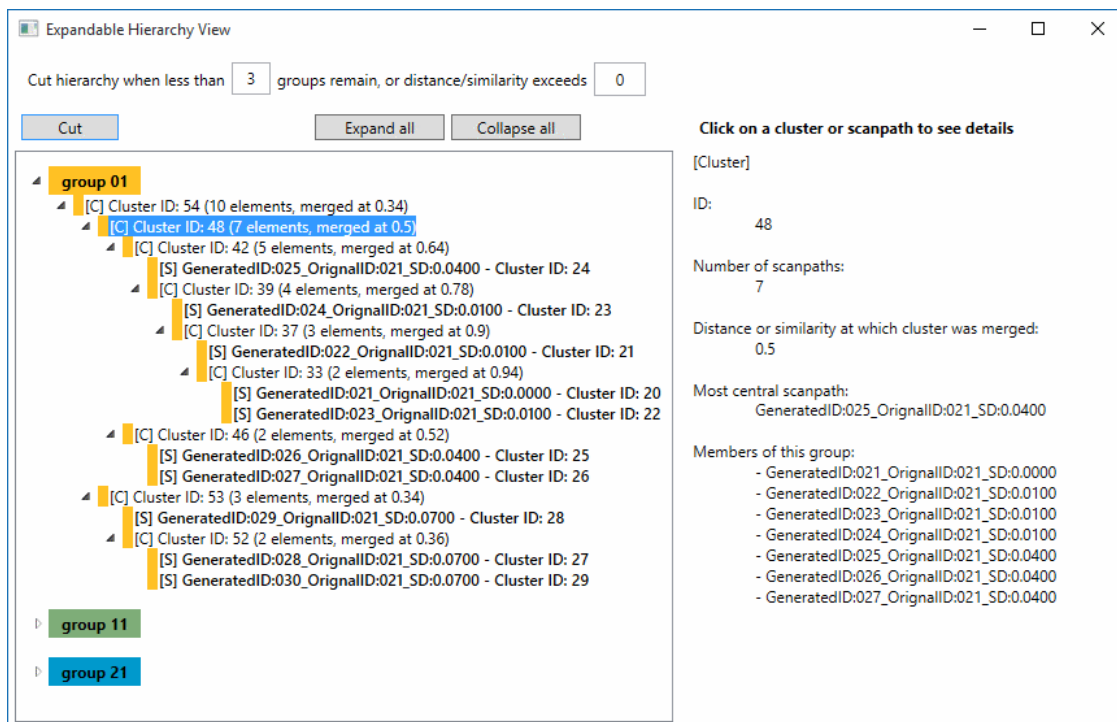 Expandable Hierarchy View
Cut hierarchy when less than 3 groups remain, or distance/similarity exceeds 0
Cut
Expand all
Collapse all
group 01
[C] Cluster ID: 54 (10 elements, merged at 0.34)
[C] Cluster ID: 48 (7 elements, merged at 0.5)
[C] Cluster ID: 42 (5 elements, merged at 0.64)
[S] GeneratedID:025_OrignalID:021_SD:0.0400 - Cluster ID: 24
[C] Cluster ID: 39 (4 elements, merged at 0.78)
[S] GeneratedID:024_OrignalID:021_SD:0.0100 - Cluster ID: 23
[C] Cluster ID: 37 (3 elements, merged at 0.9)
[S] GeneratedID:022_OrignalID:021_SD:0.0100 - Cluster ID: 21
[C] Cluster ID: 33 (2 elements, merged at 0.94)
[S] GeneratedID:021_OrignalID:021_SD:0.0000 - Cluster ID: 20
[S] GeneratedID:023_OrignalID:021_SD:0.0100 - Cluster ID: 22
[C] Cluster ID: 46 (2 elements, merged at 0.52)
[S] GeneratedID:026_OrignalID:021_SD:0.0400 - Cluster ID: 25
[S] GeneratedID:027_OrignalID:021_SD:0.0400 - Cluster ID: 26
[C] Cluster ID: 53 (3 elements, merged at 0.34)
[S] GeneratedID:029_OrignalID:021_SD:0.0700 - Cluster ID: 28
[C] Cluster ID: 52 (2 elements, merged at 0.36)
[S] GeneratedID:028_OrignalID:021_SD:0.0700 - Cluster ID: 27
[S] GeneratedID:030_OrignalID:021_SD:0.0700 - Cluster ID: 29
group 11
group 21
Click on a cluster or scanpath to see details
[Cluster]
ID:
48
Number of scanpaths:
7
Distance or similarity at which cluster was merged:
0.5
Most central scanpath:
GeneratedID:025_OrignalID:021_SD:0.0400
Members of this group:
- GeneratedID:021_OrignalID:021_SD:0.0000
- GeneratedID:022_OrignalID:021_SD:0.0100
- GeneratedID:023_OrignalID:021_SD:0.0100
- GeneratedID:024_OrignalID:021_SD:0.0100
- GeneratedID:025_OrignalID:021_SD:0.0400
- GeneratedID:026_OrignalID:021_SD:0.0400
- GeneratedID:027_OrignalID:021_SD:0.0400